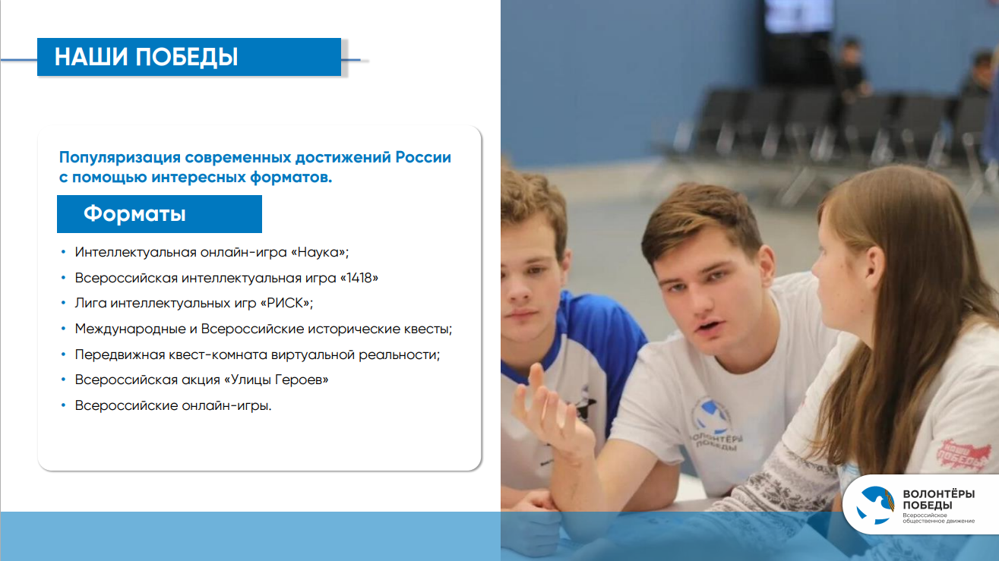 НАШИ ПОБЕДЫ
Популяризация современных достижений России
с помощью интересных форматов.
Форматы
• Интеллектуальная онлайн-игра «Наука»;
• Всероссийская интеллектуальная игра «1418»
• Лига интеллектуальных игр «РИСК»;
• Международные и Всероссийские исторические квесты;
• Передвижная квест-комната виртуальной реальности;
• Всероссийская акция «Улицы Героев»
• Всероссийские онлайн-игры.
ВОЛОНТЁРЫ
ПОБЕДЫ
НАШИ
ПОБЕДЫ
ВОЛОНТЁРЫ
ПОБЕДЫ
Всероссийское
общественное движение